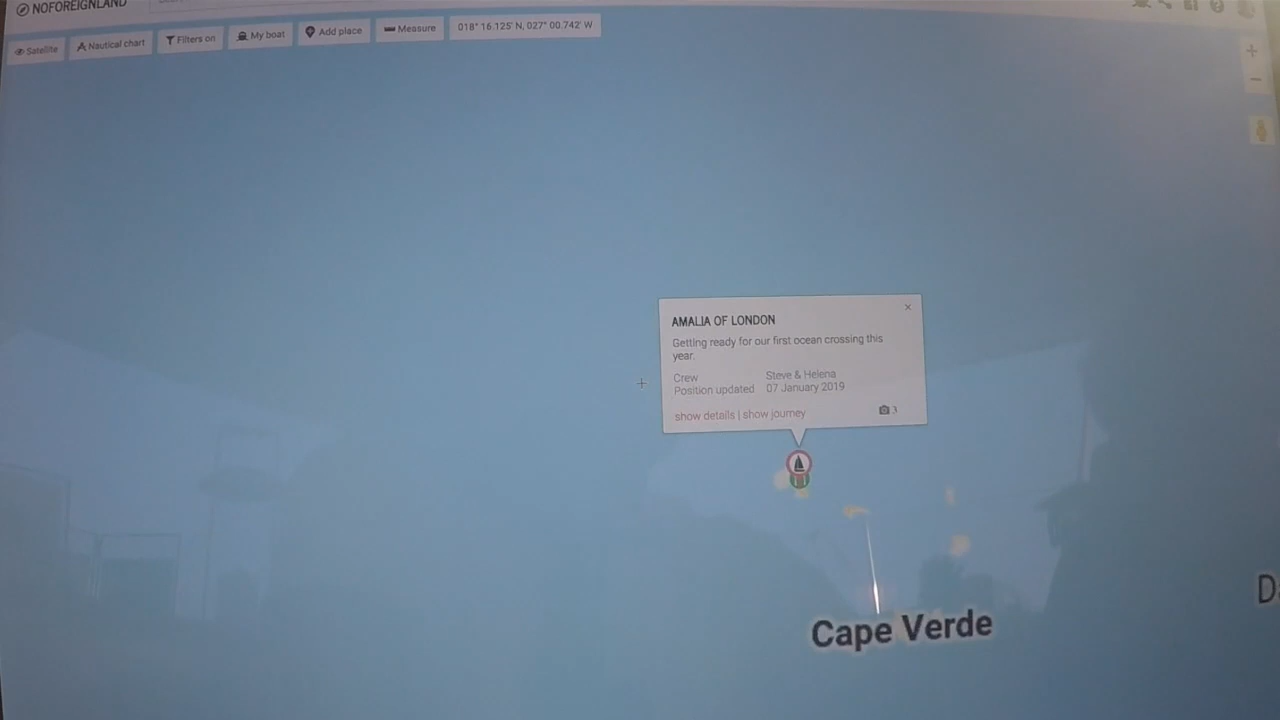 NOFOREIGNLAND
Satellite
Nautical chart
Filters on
My boat
Add place
Measure
018° 16.125' N, 027° 00.742' W
AMALIA OF LONDON
Getting ready for our first ocean crossing this
year.
Crew Steve & Helena
Position updated 07 January 2019
show details | show journey 3
Cape Verde